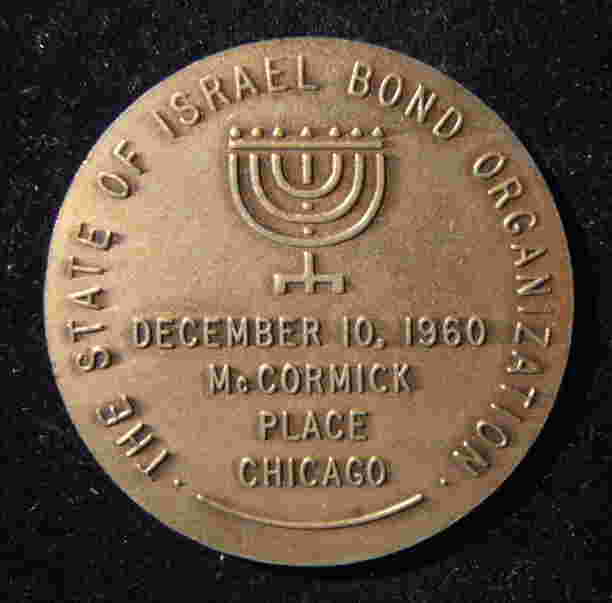 · THE STATE OF ISRAEL BOND ORGANIZATION ·
DECEMBER 10, 1960
McCORMICK
PLACE
CHICAGO